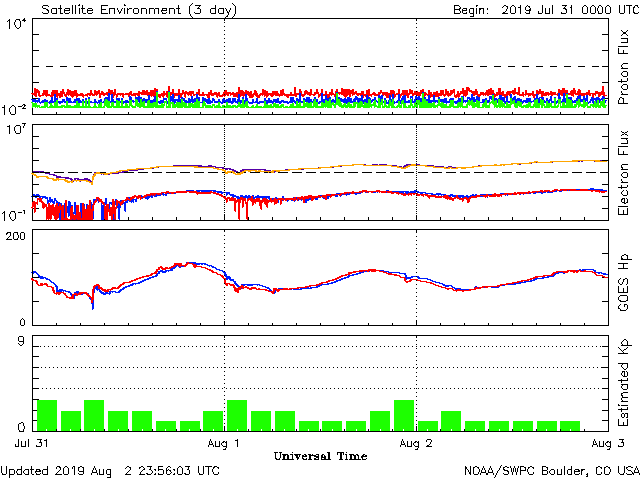 Satellite Environment (3 day) Begin: 2019 Jul 31 0000 UTC
10⁴
10⁻²
Proton Flux
10⁷
10⁻¹
Electron Flux
200
0
GOES Hp
9
0
Estimated Kp
Jul 31 Aug 1 Aug 2 Aug 3
Universal Time
Updated 2019 Aug 2 23:56:03 UTC NOAA/SWPC Boulder, CO USA